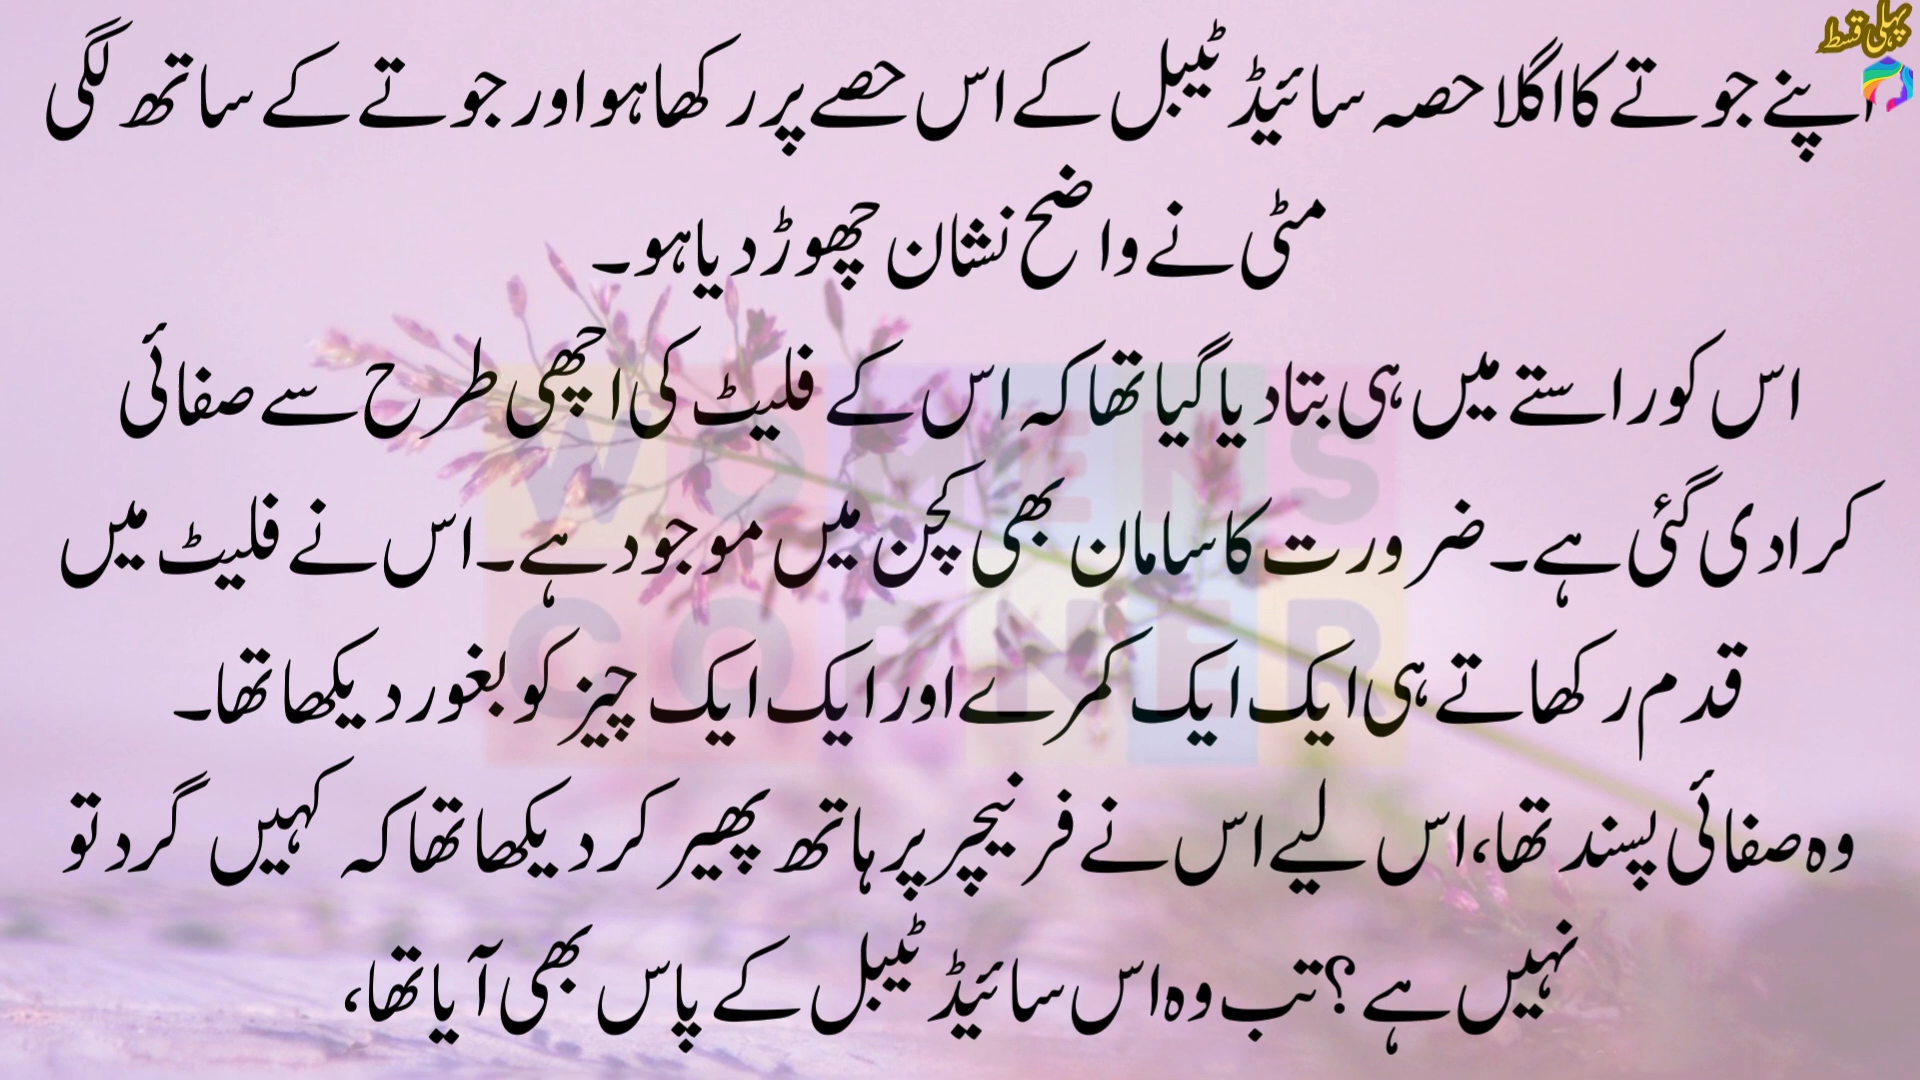 پہلی قسط
اپنے جوتے کا اگلا حصہ سائیڈ ٹیبل کے اس حصے پر رکھا ہو اور جوتے کے ساتھ لگی
مٹی نے واضح نشان چھوڑ دیا ہو۔
اس کو راستے میں ہی بتا دیا گیا تھا کہ اس کے فلیٹ کی اچھی طرح سے صفائی
کرا دی گئی ہے۔ ضرورت کا سامان بھی کچن میں موجود ہے۔ اس نے فلیٹ میں
قدم رکھاتے ہی ایک ایک کمرے اور ایک ایک چیز کو بغور دیکھا تھا۔
وہ صفائی پسند تھا، اس لیے اس نے فرنیچر پر ہاتھ پھیر کر دیکھا تھا کہ کہیں گرد تو
نہیں ہے؟ تب وہ اس سائیڈ ٹیبل کے پاس بھی آیا تھا،
WOMENS
CORNER